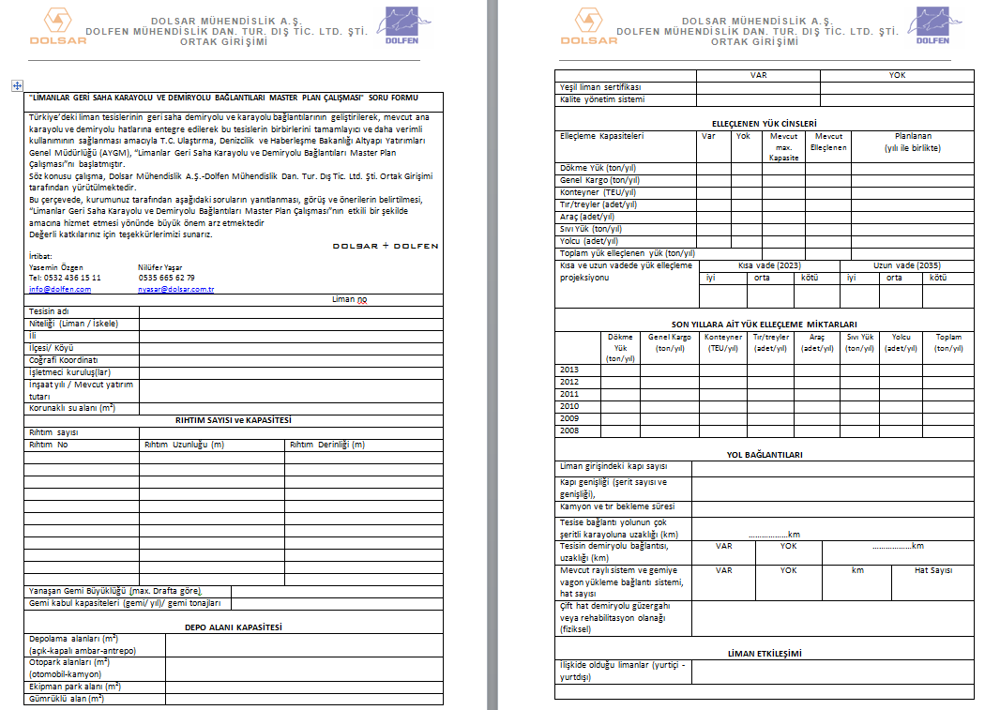 DOLSAR MÜHENDİSLİK A.Ş.
DOLFEN MÜHENDİSLİK DAN. TUR. DIŞ TİC. LTD. ŞTİ.
ORTAK GİRİŞİMİ
DOLSAR
DOLFEN
"LİMANLAR GERİ SAHA KARAYOLU VE DEMİRYOLU BAĞLANTILARI MASTER PLAN ÇALIŞMASI" SORU FORMU
Türkiye'deki liman tesislerinin geri saha demiryolu ve karayolu bağlantılarının geliştirilerek, mevcut ana
karayolu ve demiryolu hatlarına entegre edilerek bu tesislerin birbirlerini tamamlayıcı ve daha verimli
kullanımının sağlanması amacıyla T.C. Ulaştırma, Denizcilik ve Haberleşme Bakanlığı Altyapı Yatırımları
Genel Müdürlüğü (AYGM), "Limanlar Geri Saha Karayolu ve Demiryolu Bağlantıları Master Plan
Çalışması"nı başlatmıştır.
Söz konusu çalışma, Dolsar Mühendislik A.Ş.-Dolfen Mühendislik Dan. Tur. Dış Tic. Ltd. Şti. Ortak Girişimi
tarafından yürütülmektedir.
Bu çerçevede, kurumunuz tarafından aşağıdaki soruların yanıtlanması, görüş ve önerilerin belirtilmesi,
"Limanlar Geri Saha Karayolu ve Demiryolu Bağlantıları Master Plan Çalışması"nın etkili bir şekilde
amacına hizmet etmesi yönünde büyük önem arz etmektedir
Değerli katkılarınız için teşekkürlerimizi sunarız.
DOLSAR + DOLFEN
İrtibat:
Yasemin Özgen Nilüfer Yaşar
Tel: 0532 436 15 11 0535 665 62 79
info@dolfen.com nyasar@dolsar.com.tr
Liman no
Tesisin adı
Niteliği (Liman / İskele)
İli
İlçesi/ Köyü
Coğrafi Koordinatı
İşletmeci kuruluş(lar)
İnşaat yılı / Mevcut yatırım
tutarı
Korunaklı su alanı (m²)
RIHTIM SAYISI ve KAPASİTESİ
Rıhtım sayısı
Rıhtım No Rıhtım Uzunluğu (m) Rıhtım Derinliği (m)
Yanaşan Gemi Büyüklüğü (max. Drafta göre)
Gemi kabul kapasiteleri (gemi/ yıl)/ gemi tonajları
DEPO ALANI KAPASİTESİ
Depolama alanları (m²)
(açık-kapalı ambar-antrepo)
Otopark alanları (m²)
(otomobil-kamyon)
Ekipman park alanı (m²)
Gümrüklü alan (m²)
DOLSAR MÜHENDİSLİK A.Ş.
DOLFEN MÜHENDİSLİK DAN. TUR. DIŞ TİC. LTD. ŞTİ.
ORTAK GİRİŞİMİ
DOLSAR
DOLFEN
VAR YOK
Yeşil liman sertifikası
Kalite yönetim sistemi
ELLEÇLENEN YÜK CİNSLERİ
Elleçleme Kapasiteleri Var Yok Mevcut Mevcut Planlanan
max. Elleçlenen (yılı ile birlikte)
Kapasite
Dökme Yük (ton/yıl)
Genel Kargo (ton/yıl)
Konteyner (TEU/yıl)
Tır/treyler (adet/yıl)
Araç (adet/yıl)
Sıvı Yük (ton/yıl)
Yolcu (adet/yıl)
Toplam yük elleçlenen yük (ton/yıl)
Kısa ve uzun vadede yük elleçleme Kısa vade (2023) Uzun vade (2035)
projeksiyonu iyi orta kötü iyi orta kötü
SON YILLARA AİT YÜK ELLEÇLEME MİKTARLARI
Dökme Genel Kargo Konteyner Tır/treyler Araç Sıvı Yük Yolcu Toplam
Yük (ton/yıl) (TEU/yıl) (adet/yıl) (adet/yıl) (ton/yıl) (adet/yıl) (ton/yıl)
(ton/yıl)
2013
2012
2011
2010
2009
2008
YOL BAĞLANTILARI
Liman girişindeki kapı sayısı
Kapı genişliği (şerit sayısı ve
genişliği),
Kamyon ve tır bekleme süresi
Tesise bağlantı yolunun çok
şeritli karayoluna uzaklığı (km) ..................km
Tesisin demiryolu bağlantısı, VAR YOK ..................km
uzaklığı (km)
Mevcut raylı sistem ve gemiye VAR YOK km Hat Sayısı
vagon yükleme bağlantı sistemi,
hat sayısı
Çift hat demiryolu güzergahı
veya rehabilitasyon olanağı
(fiziksel)
LİMAN ETKİLEŞİMİ
İlişkide olduğu limanlar (yurtiçi -
yurtdışı)